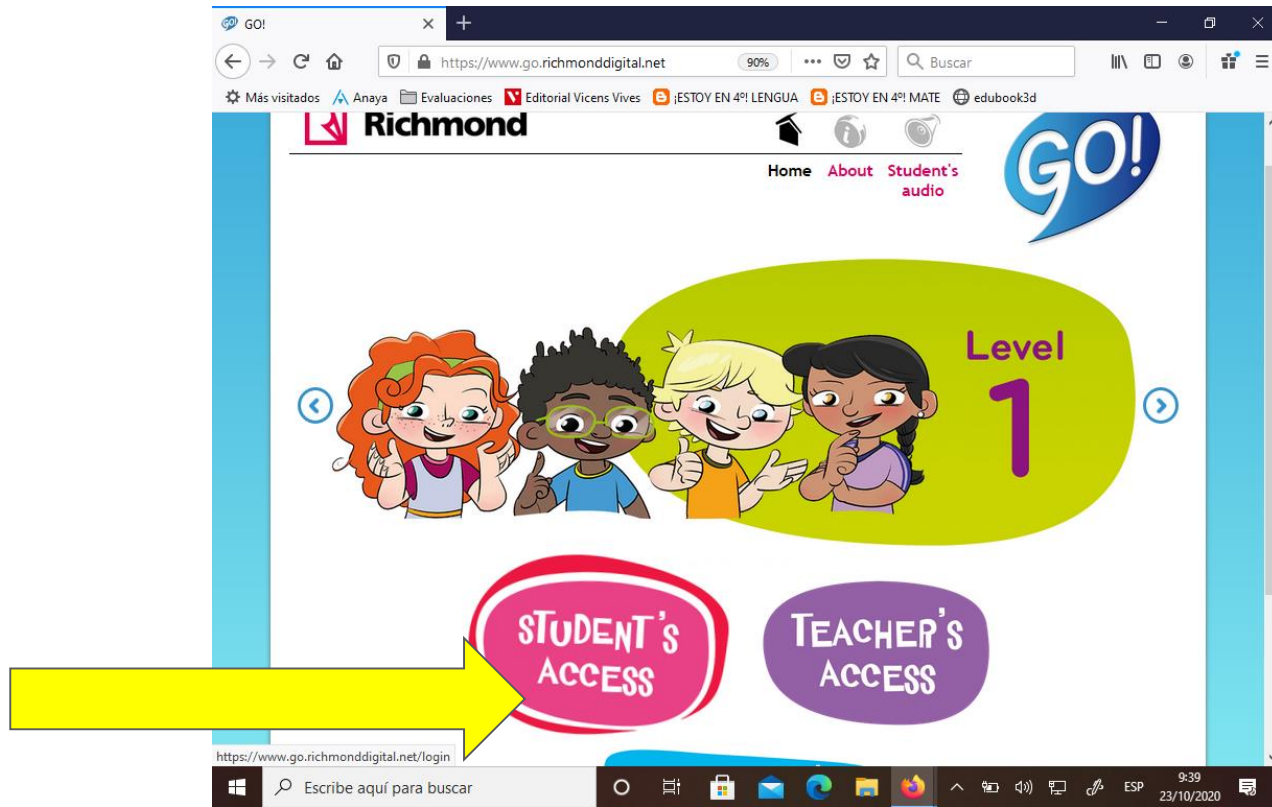 GO!
https://www.go.richmonddigital.net
90%
Buscar
Más visitados
Anaya
Evaluaciones
Editorial Vicens Vives
¡ESTOY EN 4º! LENGUA
¡ESTOY EN 4º! MATE
edubook3d
Richmond
Home
About
Student's
audio
GO!
Level
1
STUDENT'S
ACCESS
TEACHER'S
ACCESS
https://www.go.richmonddigital.net/login
Escribe aquí para buscar
ESP
9:39
23/10/2020